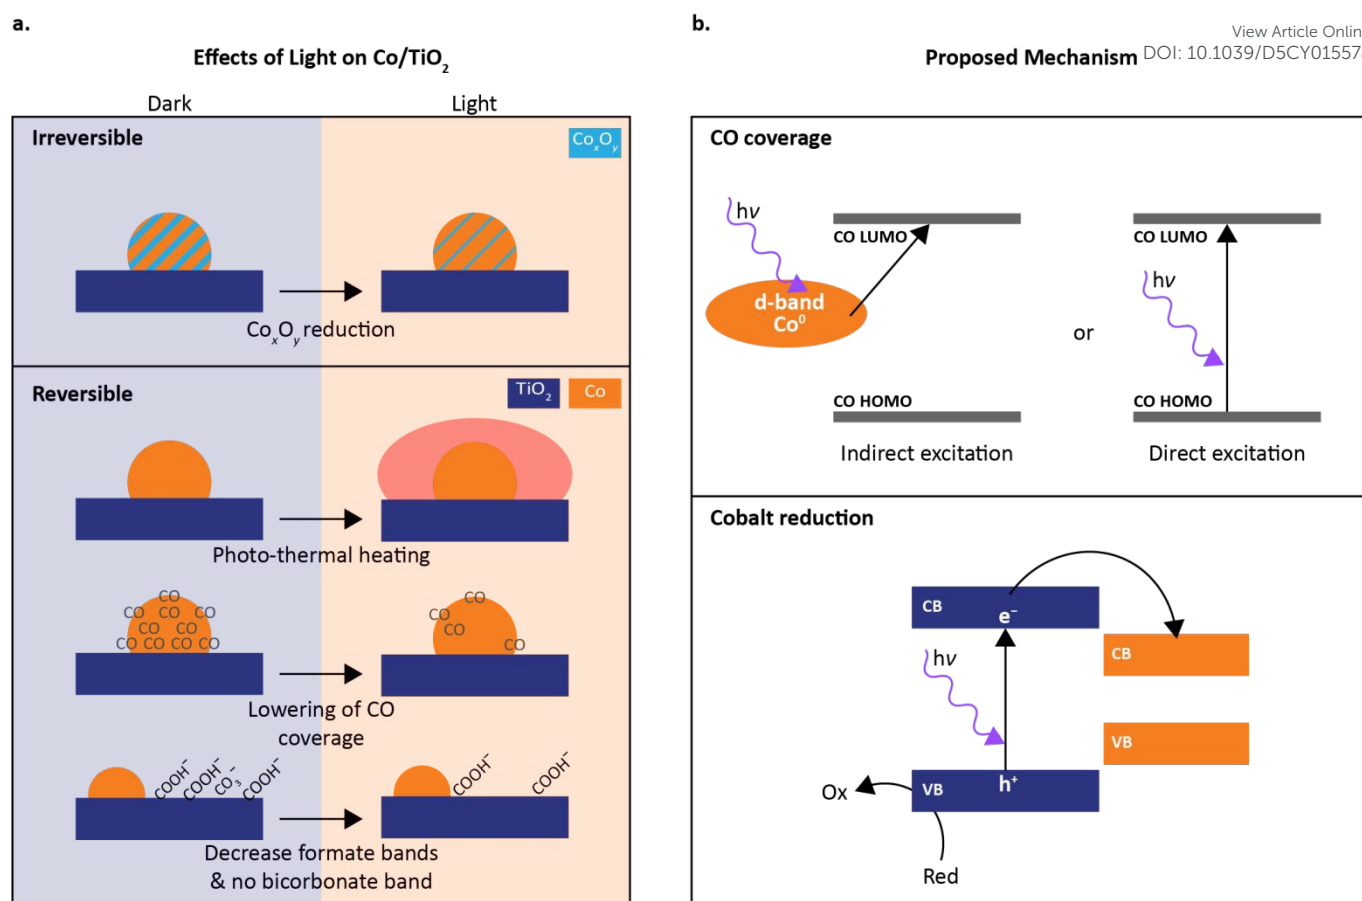 a.
Effects of Light on Co/TiO₂
Dark
Light
Irreversible
CoₓOᵧ
CoₓOᵧ reduction
Reversible
TiO₂
Co
Photo-thermal heating
CO
CO CO CO
CO CO
CO CO CO CO
CO
CO
CO
CO
Lowering of CO
coverage
COOH⁻
COOH⁻
CO₃⁻
COOH⁻
COOH⁻
COOH⁻
Decrease formate bands
& no bicorbonate band
b.
View Article Onlin
Proposed Mechanism
DOI: 10.1039/D5CY01557
CO coverage
hν
CO LUMO
d-band
Co⁰
CO HOMO
Indirect excitation
or
CO LUMO
hν
CO HOMO
Direct excitation
Cobalt reduction
CB
e⁻
hν
CB
VB
VB
h⁺
Ox
Red